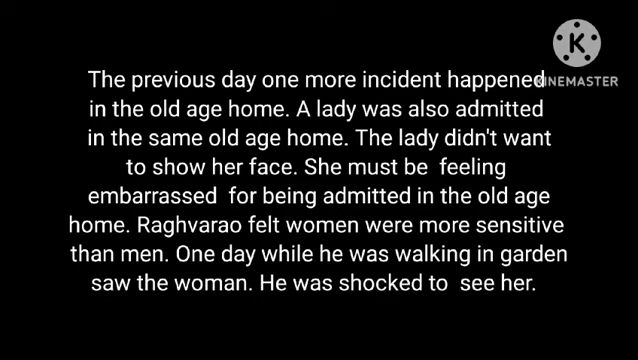 K
KINEMASTER
The previous day one more incident happened
in the old age home. A lady was also admitted
in the same old age home. The lady didn't want
to show her face. She must be feeling
embarrassed for being admitted in the old age
home. Raghvarao felt women were more sensitive
than men. One day while he was walking in garden
saw the woman. He was shocked to see her.